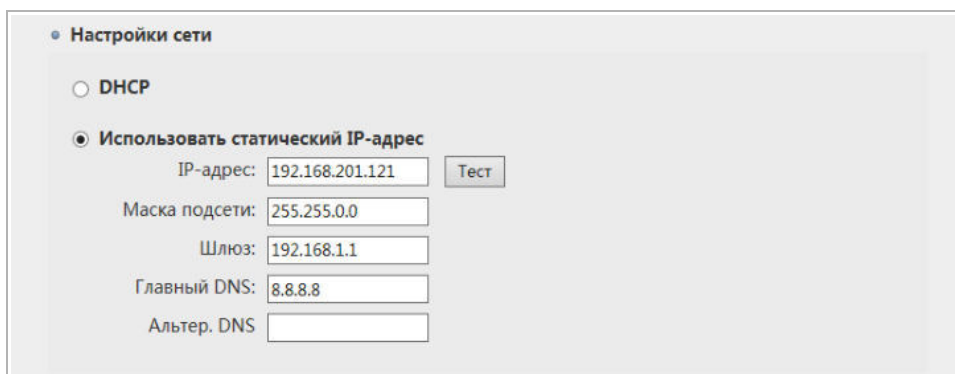 Настройки сети
DHCP
Использовать статический IP-адрес
IP-адрес: 192.168.201.121 Тест
Маска подсети: 255.255.0.0
Шлюз: 192.168.1.1
Главный DNS: 8.8.8.8
Альтер. DNS